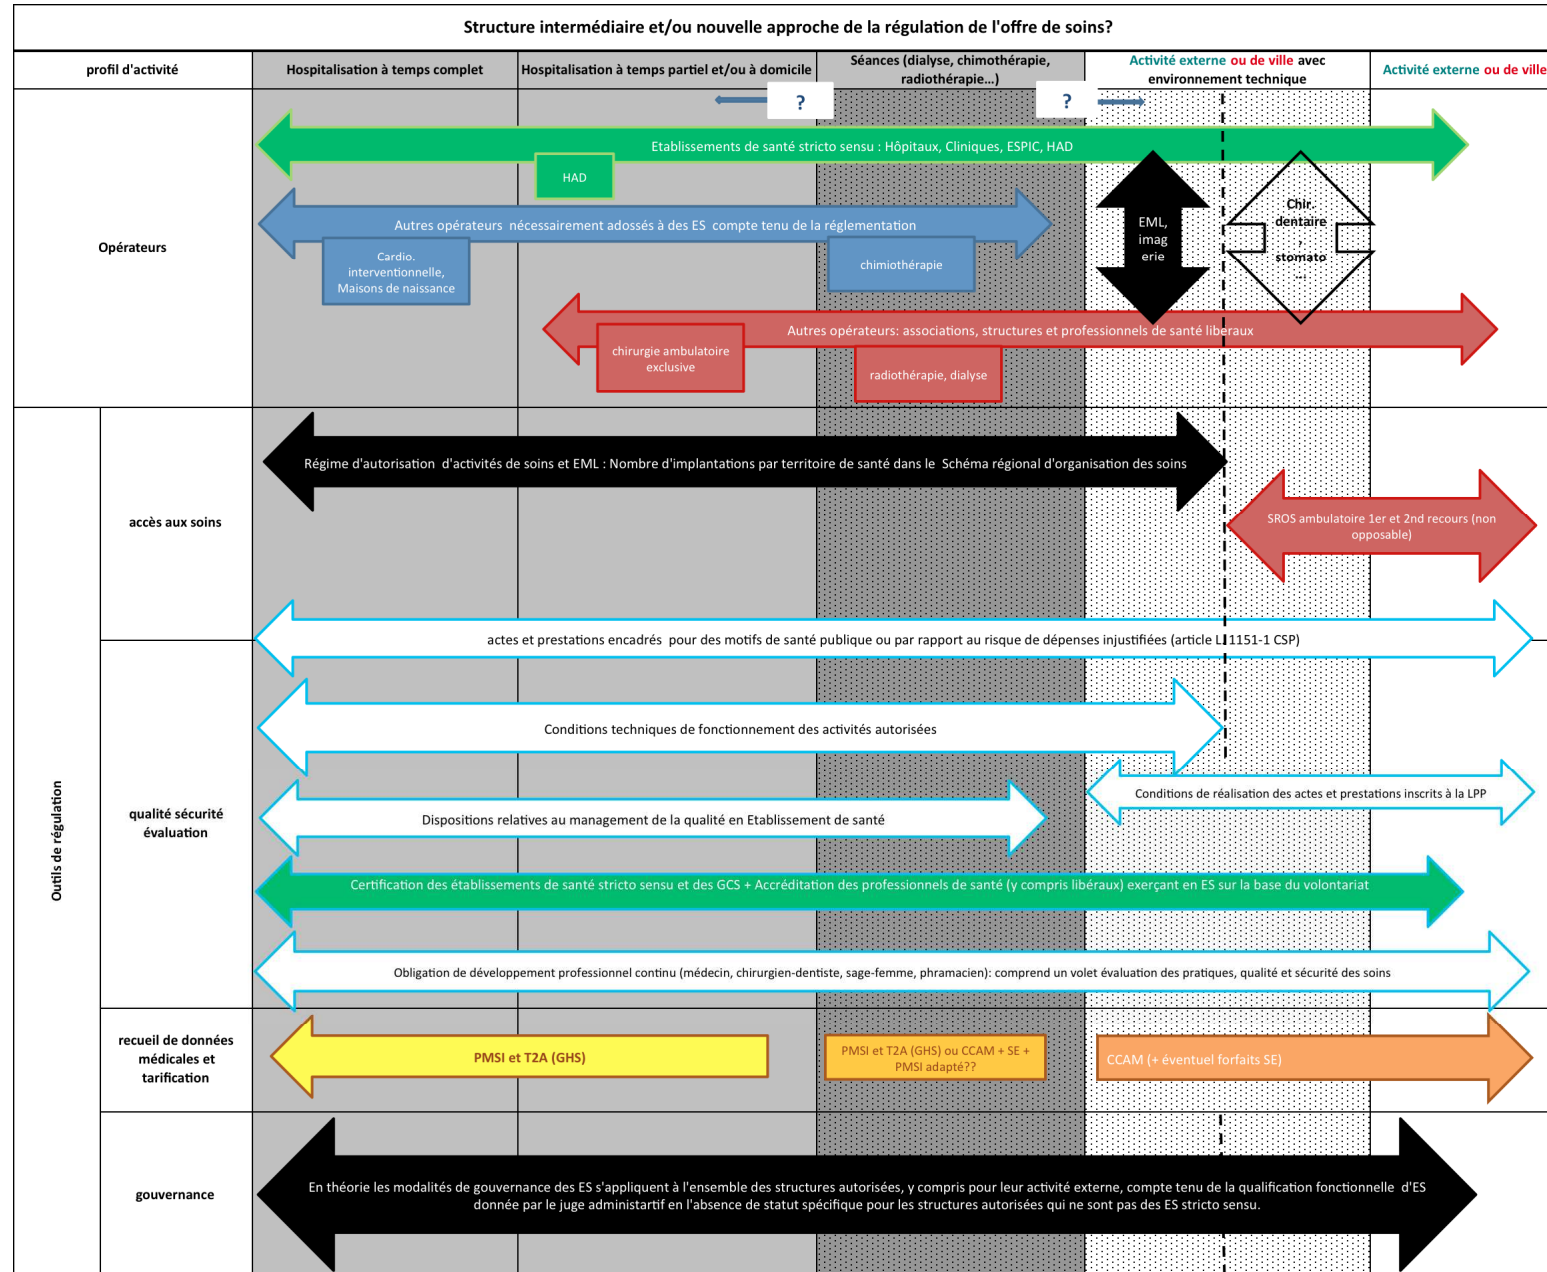 Structure intermédiaire et/ou nouvelle approche de la régulation de l'offre de soins?
profil d'activité
Hospitalisation à temps complet
Hospitalisation à temps partiel et/ou à domicile
Séances (dialyse, chimothérapie,
radiothérapie...)
Activité externe ou de ville avec
environnement technique
Activité externe ou de ville
?
?
Opérateurs
Etablissements de santé stricto sensu : Hôpitaux, Cliniques, ESPIC, HAD
HAD
Autres opérateurs nécessairement adossés à des ES compte tenu de la réglementation
Cardio.
interventionnelle,
Maisons de naissance
chimiothérapie
EML,
imag
erie
Chir.
dentaire
,
stomato
...
Autres opérateurs: associations, structures et professionnels de santé libéraux
chirurgie ambulatoire
exclusive
radiothérapie, dialyse
Outils de régulation
accès aux soins
Régime d'autorisation d'activités de soins et EML : Nombre d'implantations par territoire de santé dans le Schéma régional d'organisation des soins
SROS ambulatoire 1er et 2nd recours (non
opposable)
actes et prestations encadrés pour des motifs de santé publique ou par rapport au risque de dépenses injustifiées (article L.1151-1 CSP)
qualité sécurité
évaluation
Conditions techniques de fonctionnement des activités autorisées
Conditions de réalisation des actes et prestations inscrits à la LPP
Dispositions relatives au management de la qualité en Etablissement de santé
Certification des établissements de santé stricto sensu et des GCS + Accréditation des professionnels de santé (y compris libéraux) exerçant en ES sur la base du volontariat
Obligation de développement professionnel continu (médecin, chirurgien-dentiste, sage-femme, phramacien): comprend un volet évaluation des pratiques, qualité et sécurité des soins
recueil de données
médicales et
tarification
PMSI et T2A (GHS)
PMSI et T2A (GHS) ou CCAM + SE +
PMSI adapté??
CCAM (+ éventuel forfaits SE)
gouvernance
En théorie les modalités de gouvernance des ES s'appliquent à l'ensemble des structures autorisées, y compris pour leur activité externe, compte tenu de la qualification fonctionnelle d'ES
donnée par le juge administartif en l'absence de statut spécifique pour les structures autorisées qui ne sont pas des ES stricto sensu.